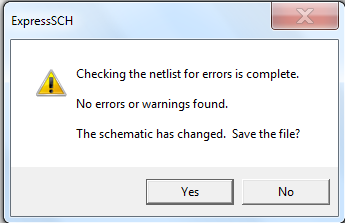 ExpressSCH
Checking the netlist for errors is complete.
No errors or warnings found.
The schematic has changed.  Save the file?
Yes
No